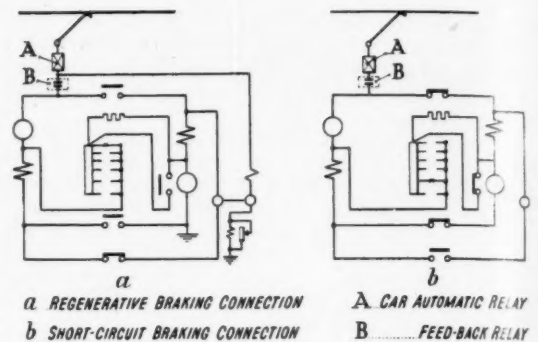 A
B
A
B
a
b
a REGENERATIVE BRAKING CONNECTION
b SHORT-CIRCUIT BRAKING CONNECTION
A CAR AUTOMATIC RELAY
B........FEED-BACK RELAY